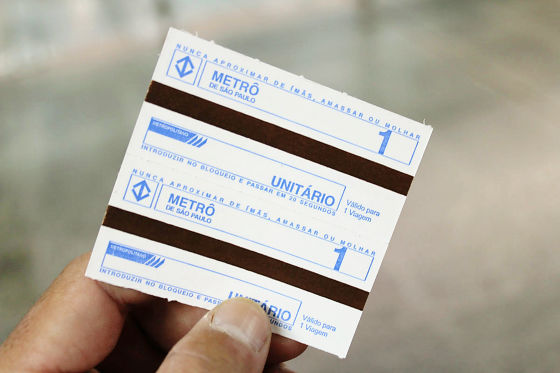 NUNCA APROXIMAR DE ÍMÃS, AMASSAR OU MOLHAR
METRÔ
DE SÃO PAULO
1
METROPOLITANO
UNITÁRIO
INTRODUZIR NO BLOQUEIO E PASSAR EM 20 SEGUNDOS
Válido para
1 Viagem
NUNCA APROXIMAR DE ÍMÃS, AMASSAR OU MOLHAR
METRÔ
DE SÃO PAULO
1
METROPOLITANO
UNITÁRIO
INTRODUZIR NO BLOQUEIO E PASSAR
Válido para
1 Viagem